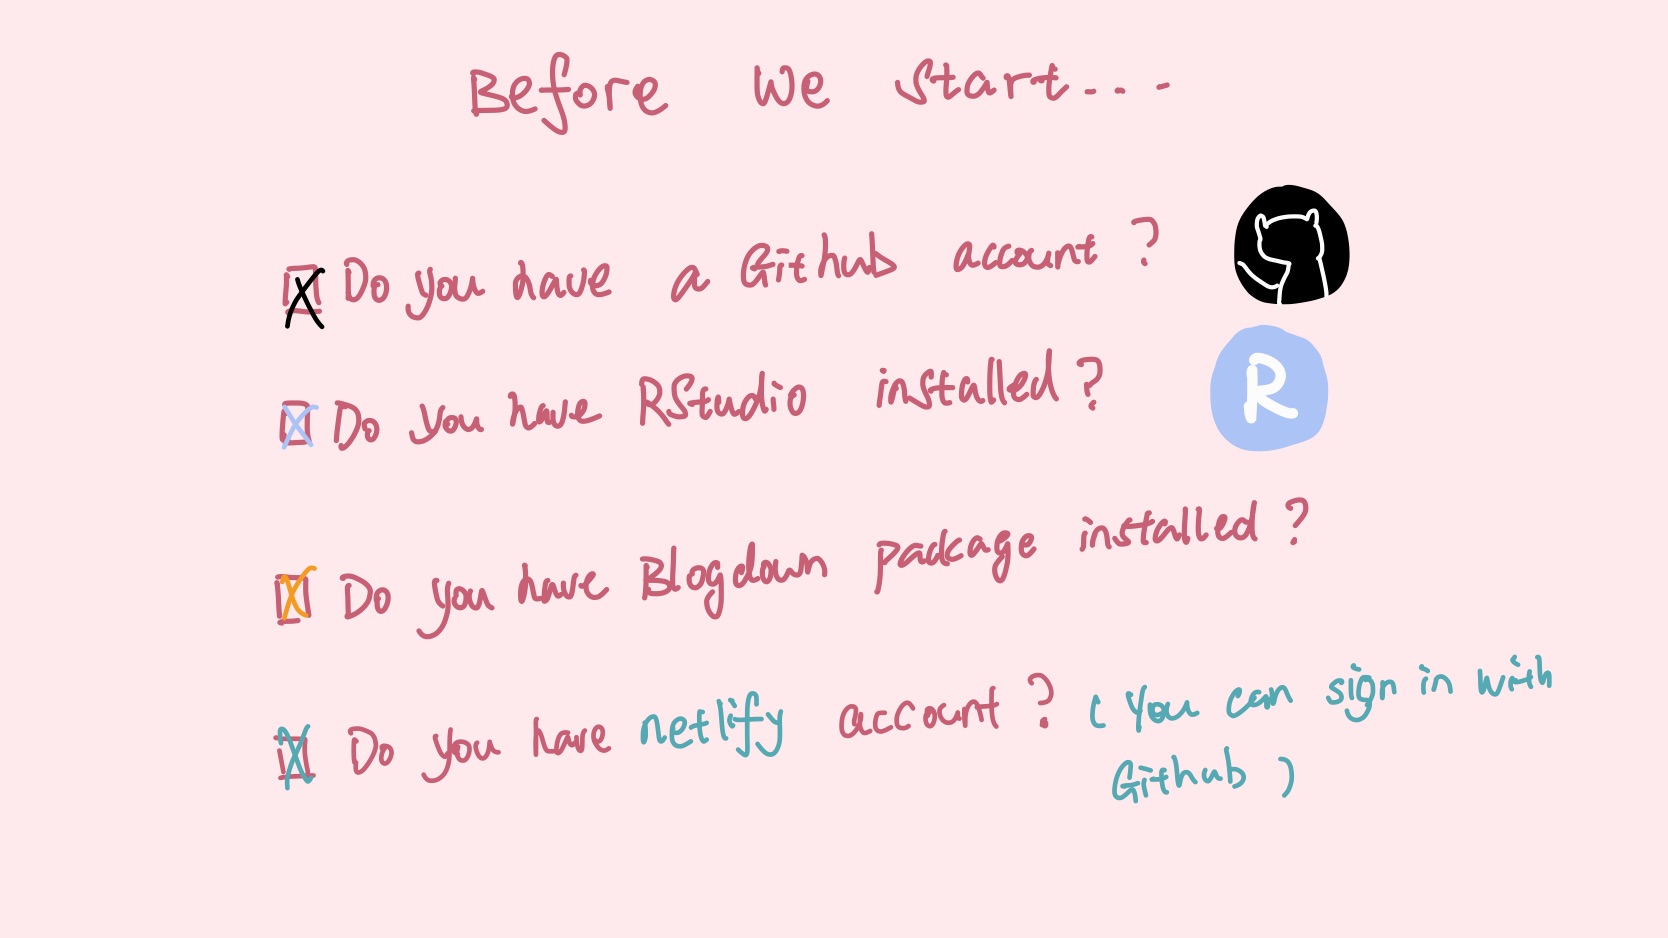 Before We Start...
Do you have a Github account ?
Do you have RStudio installed ?
R
Do you have Blogdown package installed ?
Do you have netlify account ? ( You can sign in with
Github )